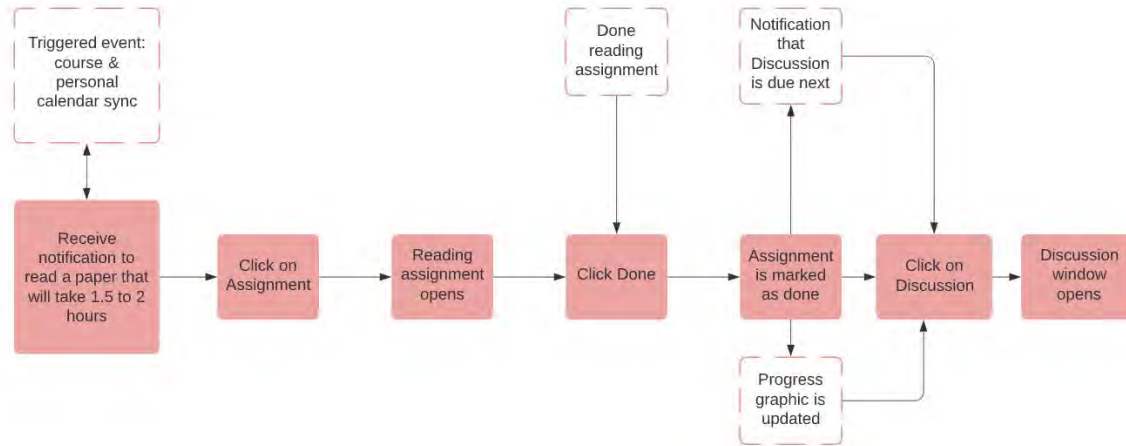 Triggered event:
course &
personal
calendar sync
Done
reading
assignment
Notification
that
Discussion
is due next
Receive
notification to
read a paper that
will take 1.5 to 2
hours
Click on
Assignment
Reading
assignment
opens
Click Done
Assignment
is marked
as done
Click on
Discussion
Discussion
window
opens
Progress
graphic is
updated